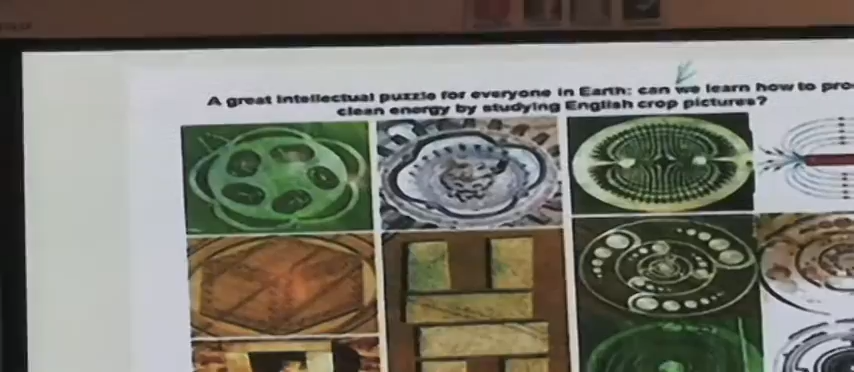 A great intellectual puzzle for everyone in Earth: can we learn how to pro
clean energy by studying English crop pictures?